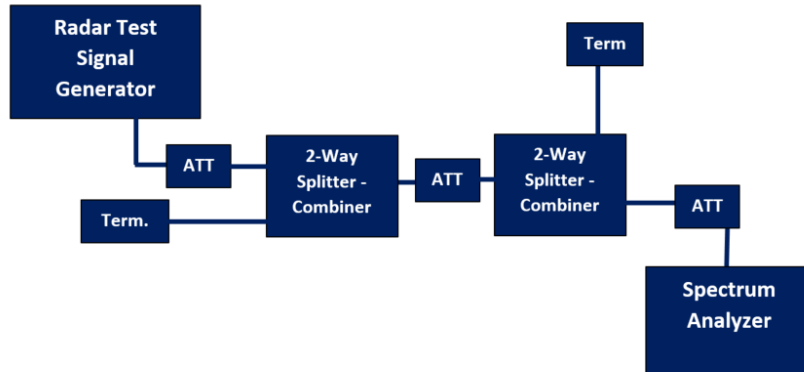 Radar Test
Signal
Generator
Term
ATT
2-Way
Splitter -
Combiner
ATT
2-Way
Splitter -
Combiner
ATT
Term.
Spectrum
Analyzer